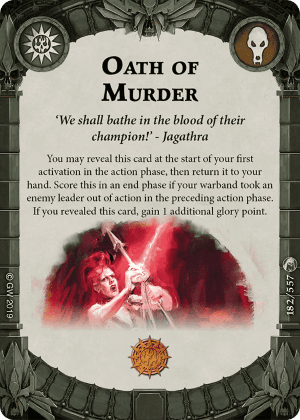 OATH OF
MURDER
‘We shall bathe in the blood of their
champion!’ - Jagathra
You may reveal this card at the start of your first
activation in the action phase, then return it to your
hand. Score this in an end phase if your warband took an
enemy leader out of action in the preceding action phase.
If you revealed this card, gain 1 additional glory point.
© GW 2019
182/557